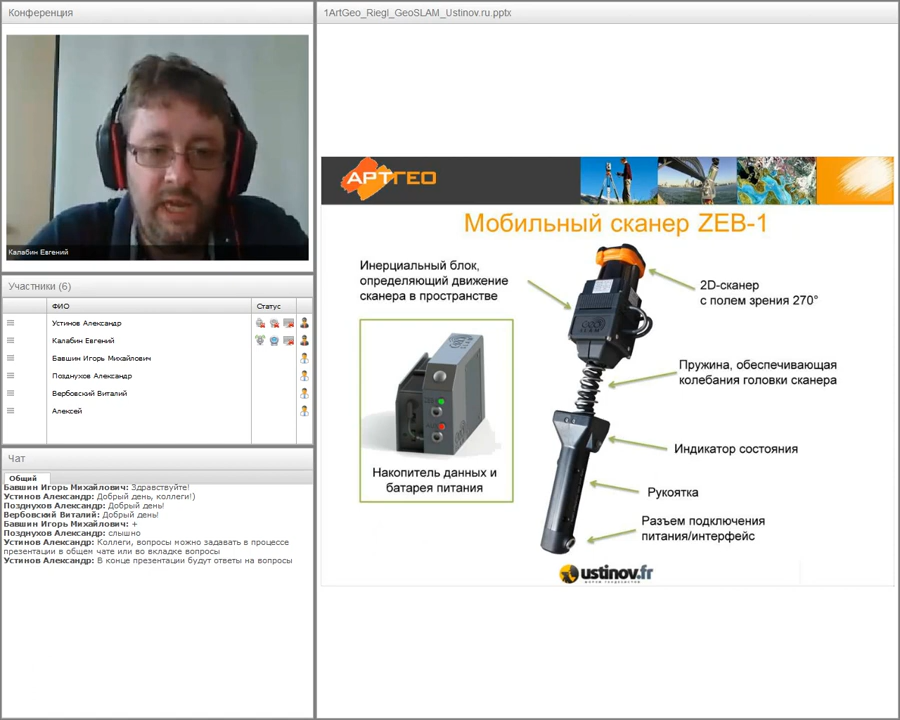 Конференция
Калабин Евгений
Участники (6)
ФИО
Статус
Устинов Александр
Калабин Евгений
Бавшин Игорь Михайлович
Позднухов Александр
Вербовский Виталий
Алексей
Чат
Общий
Бавшин Игорь Михайлович: Здравствуйте!
Устинов Александр: Добрый день, коллеги!)
Позднухов Александр: Добрый день!
Вербовский Виталий: Добрый день!
Бавшин Игорь Михайлович: +
Позднухов Александр: слышно
Устинов Александр: Коллеги, вопросы можно задавать в процессе
презентации в общем чате или во вкладке вопросы
Устинов Александр: В конце презентации будут ответы на вопросы
1ArtGeo_Riegl_GeoSLAM_Ustinov.ru.pptx
АРТГЕО
Мобильный сканер ZEB-1
Инерциальный блок,
определяющий движение
сканера в пространстве
2D-сканер
с полем зрения 270°
Пружина, обеспечивающая
колебания головки сканера
Индикатор состояния
Рукоятка
Разъем подключения
питания/интерфейс
Накопитель данных и
батарея питания
ustinov.fr